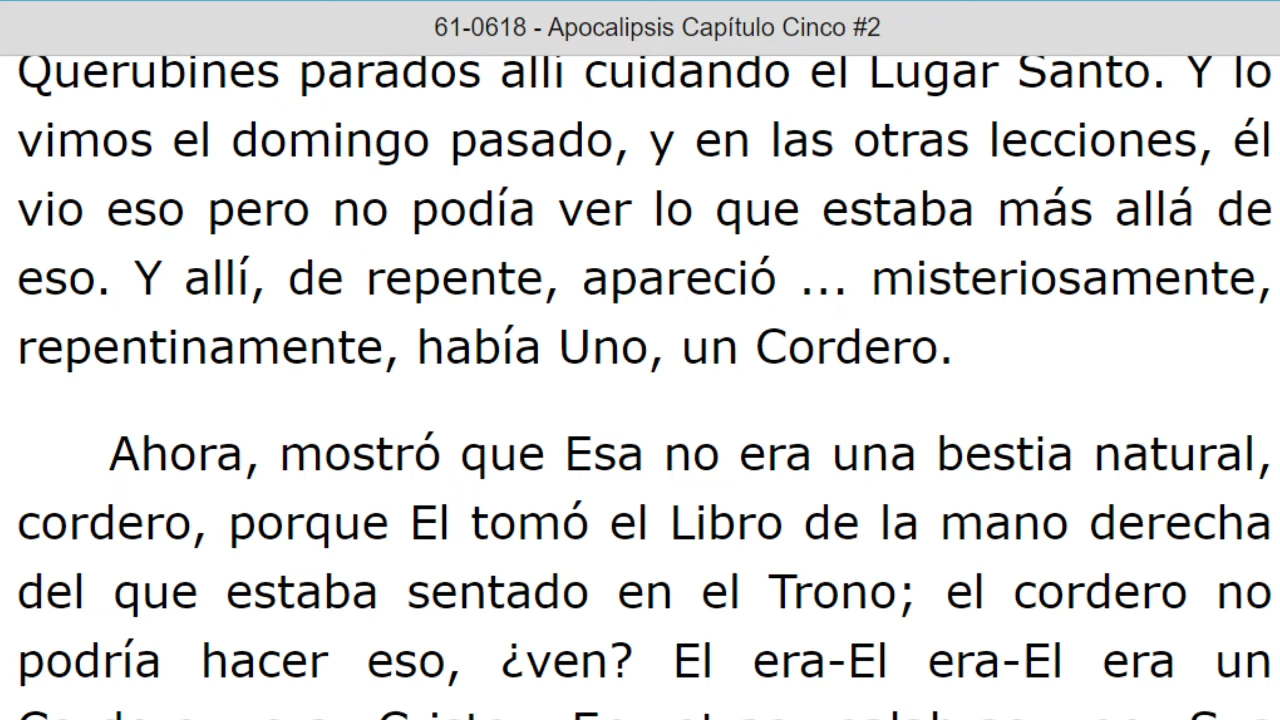 61-0618 - Apocalipsis Capítulo Cinco #2
Querubines parados allí cuidando el Lugar Santo. Y lo
vimos el domingo pasado, y en las otras lecciones, él
vio eso pero no podía ver lo que estaba más allá de
eso. Y allí, de repente, apareció ... misteriosamente,
repentinamente, había Uno, un Cordero.
Ahora, mostró que Esa no era una bestia natural,
cordero, porque El tomó el Libro de la mano derecha
del que estaba sentado en el Trono; el cordero no
podría hacer eso, ¿ven? El era-El era-El era un